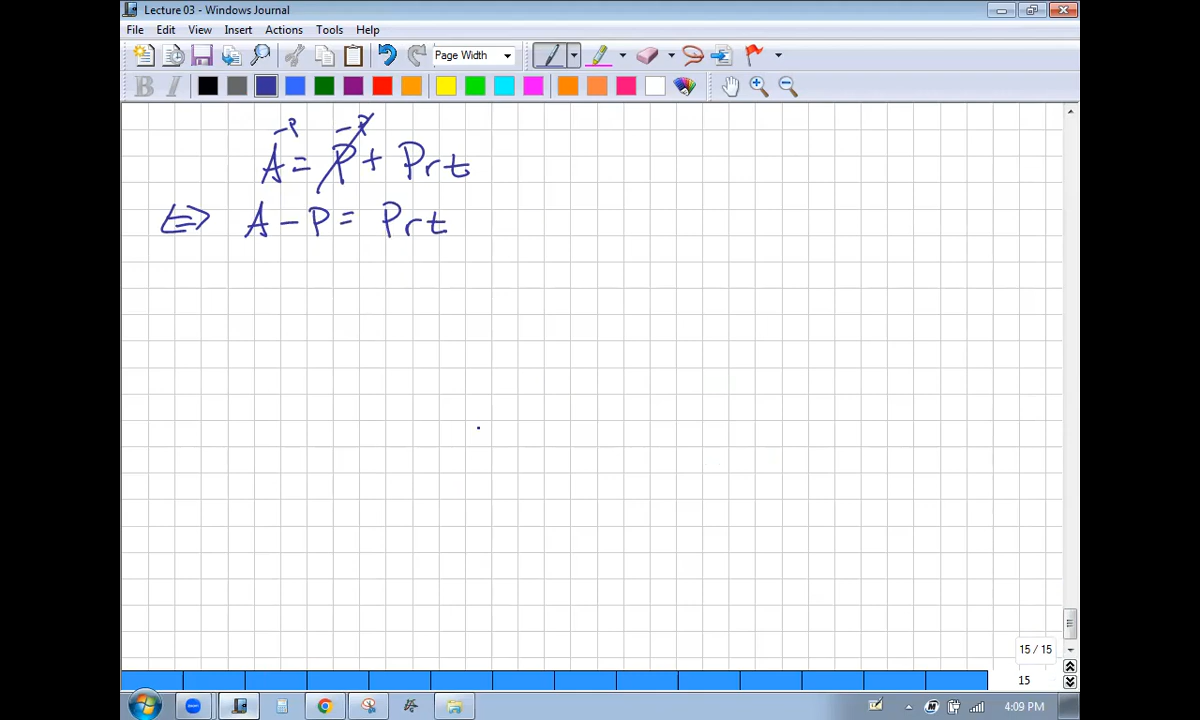 Lecture 03 - Windows Journal
File Edit View Insert Actions Tools Help
Page Width
B I
-P -P
A = P + Prt
⇔ A - P = Prt
15 / 15
15
4:09 PM